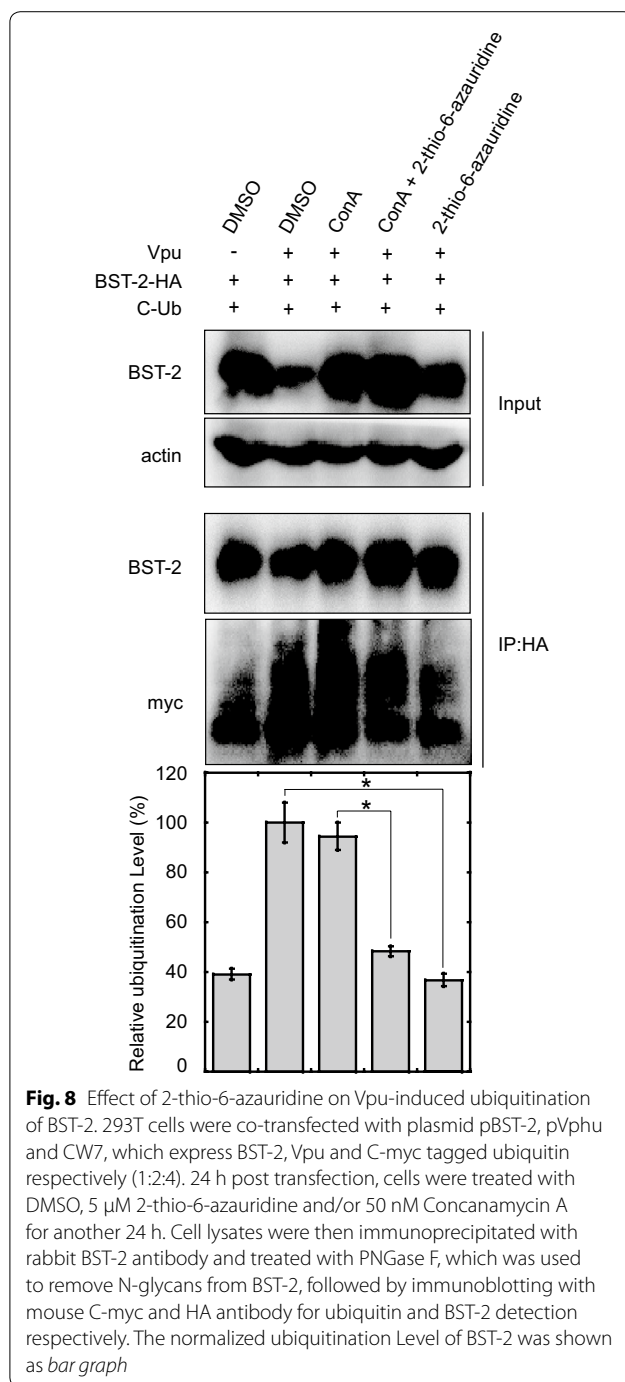 DMSO DMSO ConA ConA + 2-thio-6-azauridine 2-thio-6-azauridine
Vpu - + + + +
BST-2-HA + + + + +
C-Ub + + + + +
BST-2
actin
Input
BST-2
myc
IP:HA
Relative ubiquitination Level (%)
120
100
80
60
40
20
0
*
*
Fig. 8 Effect of 2-thio-6-azauridine on Vpu-induced ubiquitination
of BST-2. 293T cells were co-transfected with plasmid pBST-2, pVphu
and CW7, which express BST-2, Vpu and C-myc tagged ubiquitin
respectively (1:2:4). 24 h post transfection, cells were treated with
DMSO, 5 μM 2-thio-6-azauridine and/or 50 nM Concanamycin A
for another 24 h. Cell lysates were then immunoprecipitated with
rabbit BST-2 antibody and treated with PNGase F, which was used
to remove N-glycans from BST-2, followed by immunoblotting with
mouse C-myc and HA antibody for ubiquitin and BST-2 detection
respectively. The normalized ubiquitination Level of BST-2 was shown
as bar graph